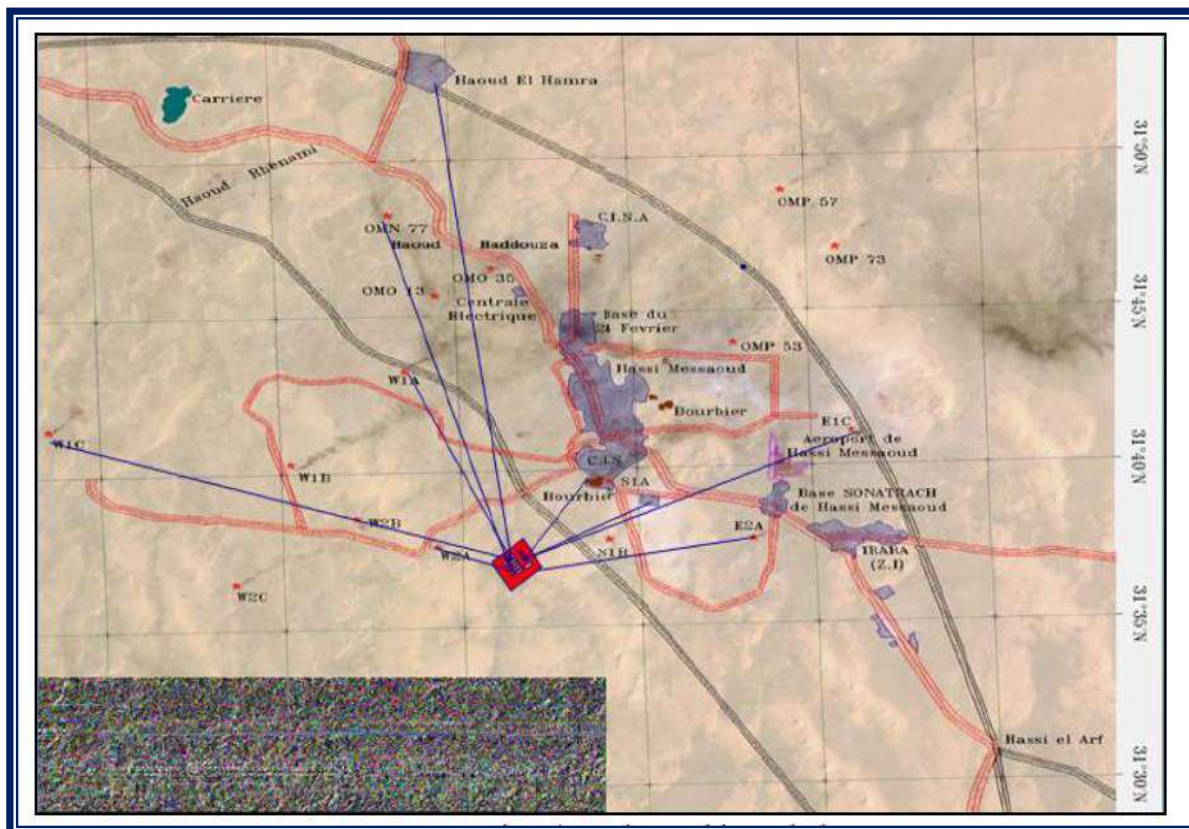 Haoud El Hamra
Carriere
31°50'N
Haoud Rhenami
OMP 57
C.I.N.A
OMN 77
Haoud
Haddouza
OMP 73
OMO 35
OMO 13
31°45'N
Centrale
Electrique
Base du
24 Fevrier
OMP 53
Hassi Messaoud
W1A
Bourbier
E1C
W1C
Aeroport de
Hassi Messaoud
31°40'N
C.I.S
W1B
S1A
Bourbier
Base SONATRACH
de Hassi Messaoud
W2B
E2A
S1B
W2A
IRARA
(Z.I)
W2C
31°35'N
Hassi el Arf
31°30'N